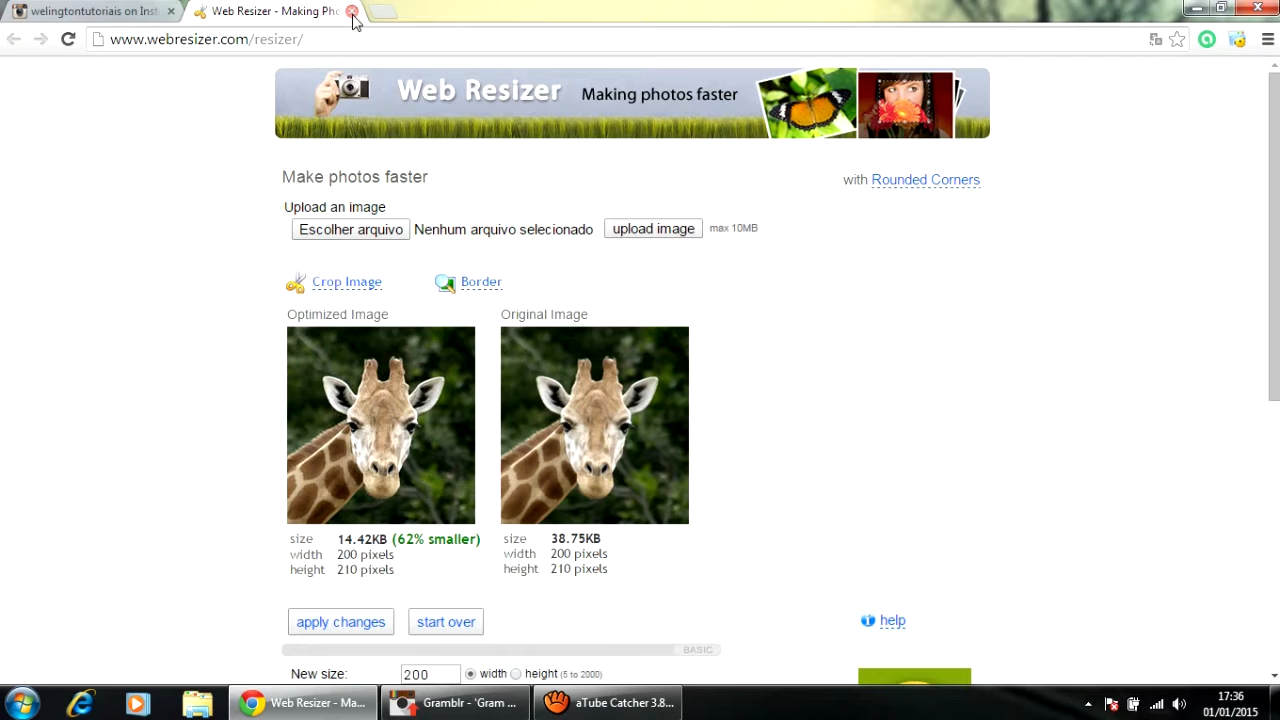 welingtontutoriais on Inst
Web Resizer - Making Pho
www.webresizer.com/resizer/
Web Resizer Making photos faster
Make photos faster
with Rounded Corners
Upload an image
Escolher arquivo Nenhum arquivo selecionado upload image max 10MB
Crop Image Border
Optimized Image Original Image
size 14.42KB (62% smaller)
width 200 pixels
height 210 pixels
size 38.75KB
width 200 pixels
height 210 pixels
apply changes start over
help
BASIC
New size: 200 width height (5 to 2000)
Web Resizer - Ma... Gramblr - 'Gram ... aTube Catcher 3.8...
17:36
01/01/2015